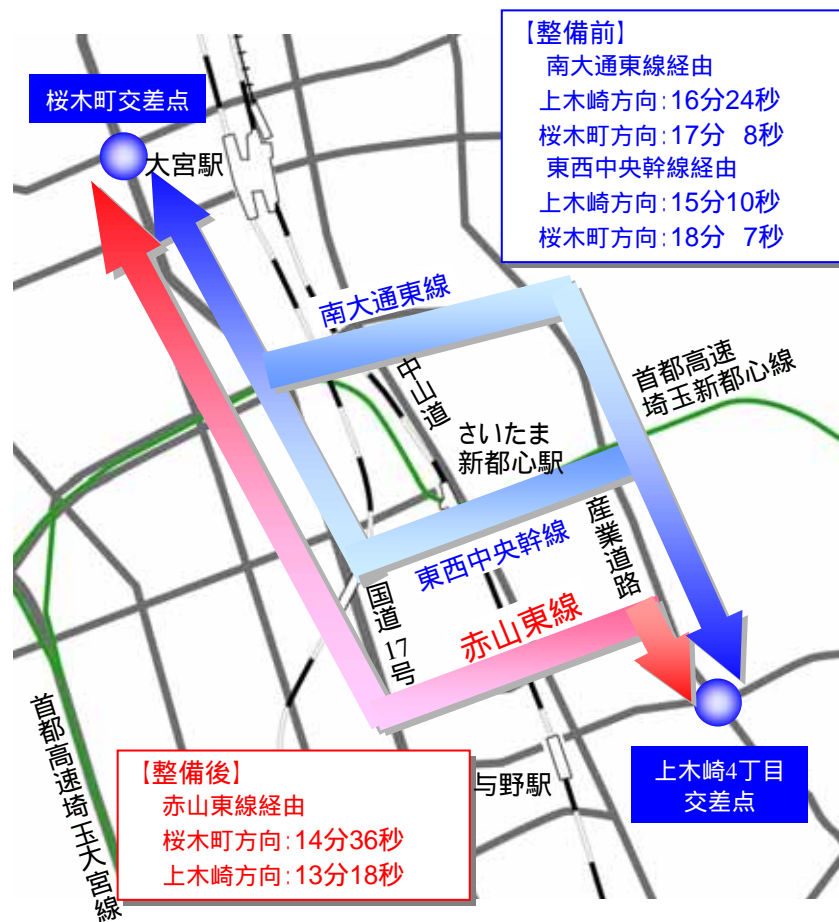 【整備前】
南大通東線経由
上木崎方向:16分24秒
桜木町方向:17分 8秒
東西中央幹線経由
上木崎方向:15分10秒
桜木町方向:18分 7秒
桜木町交差点
大宮駅
南大通東線
中山道
首都高速
埼玉新都心線
さいたま
新都心駅
産業道路
東西中央幹線
国道17号
赤山東線
首都高速埼玉大宮線
与野駅
上木崎4丁目
交差点
【整備後】
赤山東線経由
桜木町方向:14分36秒
上木崎方向:13分18秒